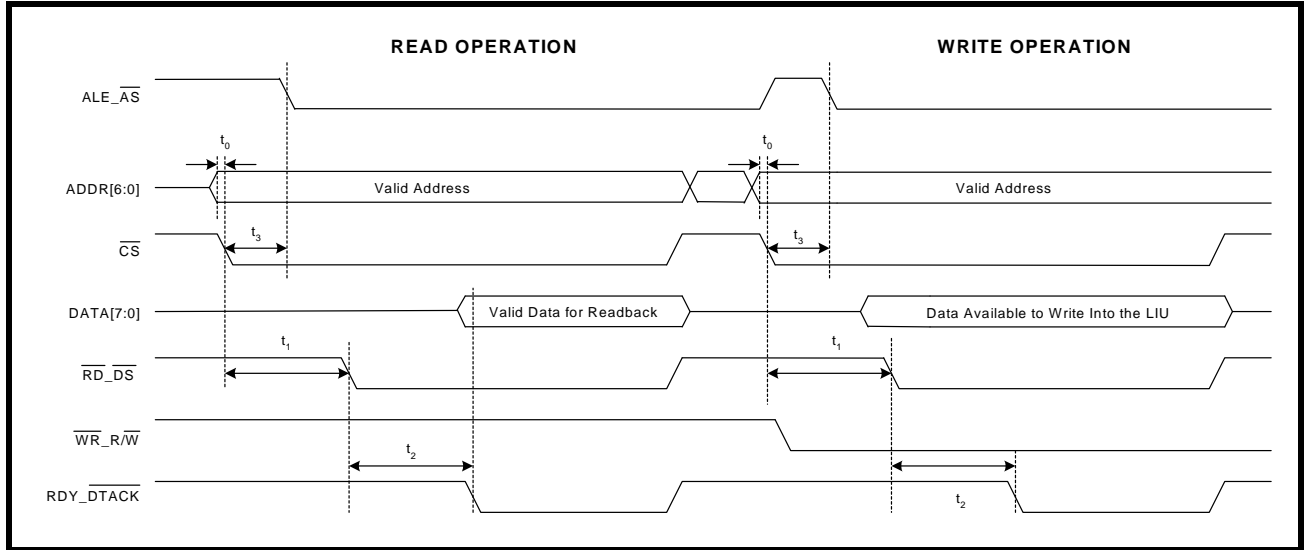 READ OPERATION WRITE OPERATION
ALE_AS
t0 t0
ADDR[6:0] Valid Address Valid Address
t3 t3
CS
DATA[7:0] Valid Data for Readback Data Available to Write Into the LIU
t1 t1
RD_DS
WR_R/W
t2
RDY_DTACK
t2